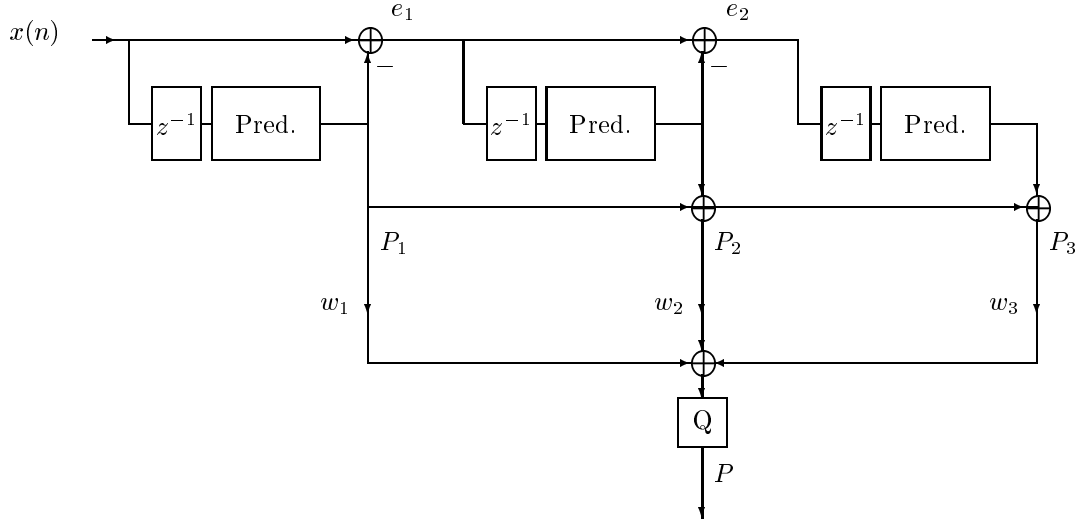 e₁ e₂
x(n)
− −
z⁻¹ Pred. z⁻¹ Pred. z⁻¹ Pred.
P₁ P₂ P₃
w₁ w₂ w₃
Q
P